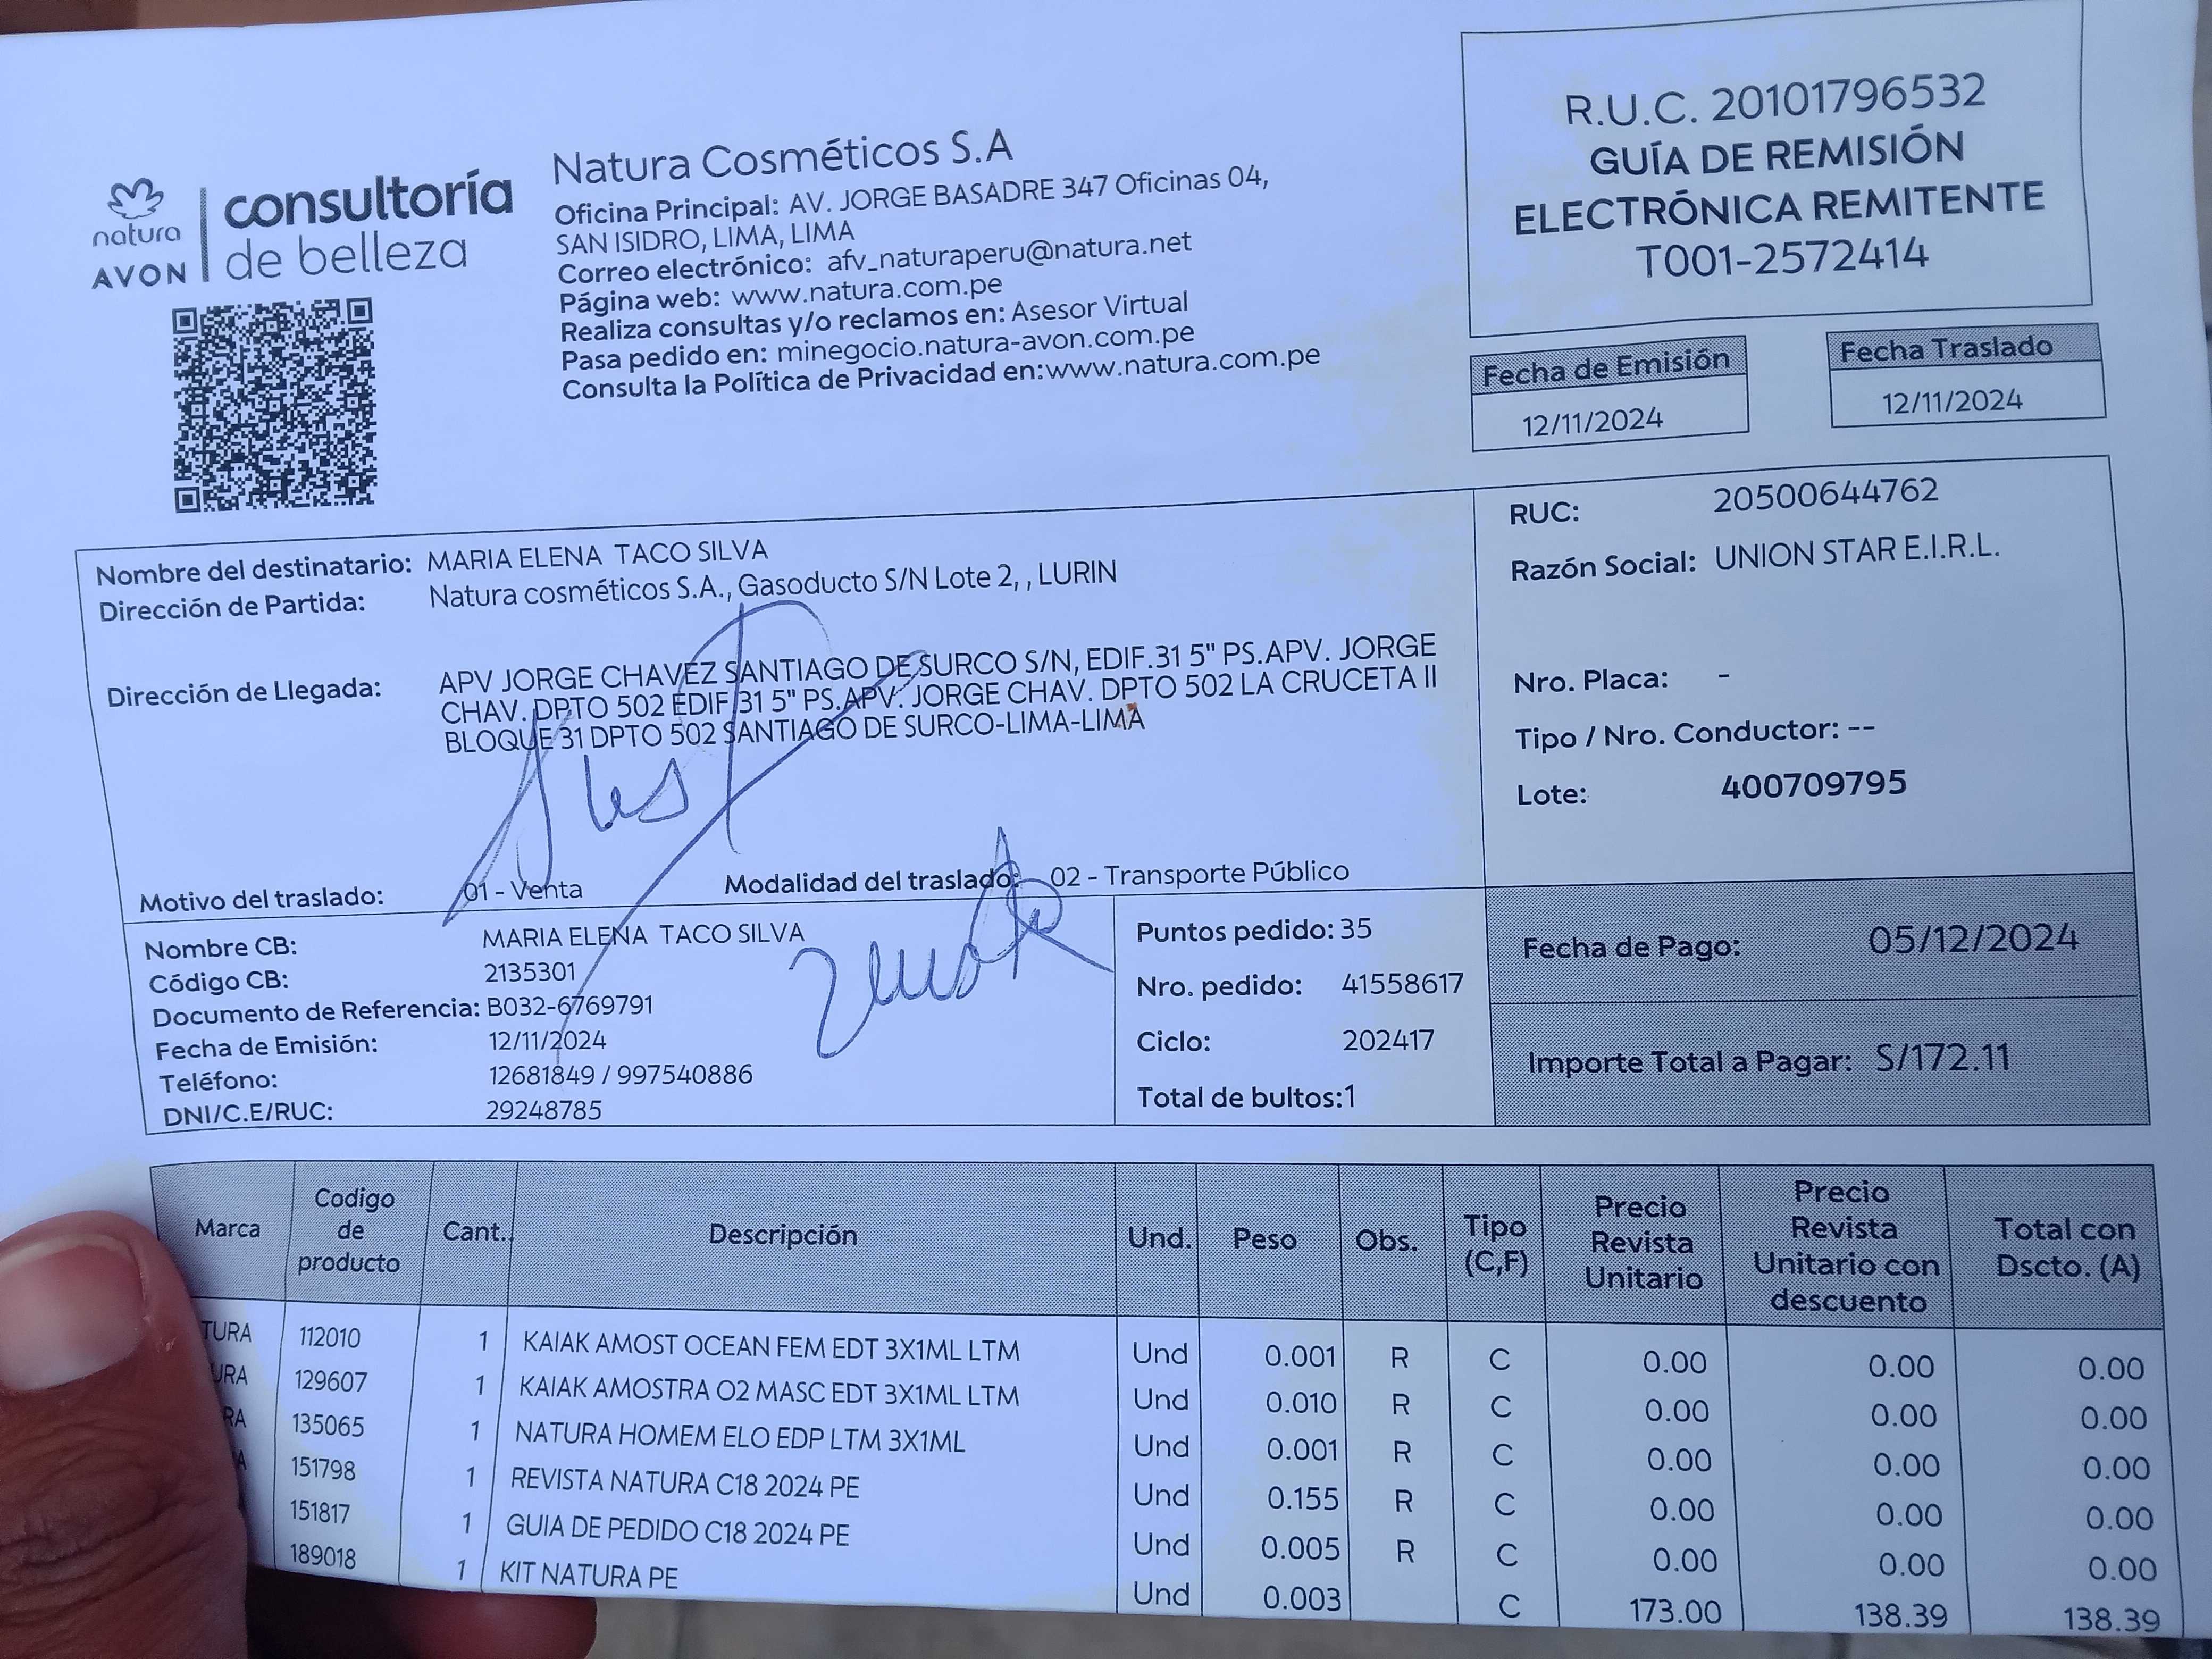 natura
AVON
consultoría
de belleza
Natura Cosméticos S.A
Oficina Principal: AV. JORGE BASADRE 347 Oficinas 04,
SAN ISIDRO, LIMA, LIMA
Correo electrónico: afv_naturaperu@natura.net
Página web: www.natura.com.pe
Realiza consultas y/o reclamos en: Asesor Virtual
Pasa pedido en: minegocio.natura-avon.com.pe
Consulta la Política de Privacidad en:www.natura.com.pe
R.U.C. 20101796532
GUÍA DE REMISIÓN
ELECTRÓNICA REMITENTE
T001-2572414
Fecha de Emisión
12/11/2024
Fecha Traslado
12/11/2024
Nombre del destinatario: MARIA ELENA TACO SILVA
Dirección de Partida: Natura cosméticos S.A., Gasoducto S/N Lote 2, , LURIN
Dirección de Llegada: APV JORGE CHAVEZ SANTIAGO DE SURCO S/N, EDIF.31 5" PS.APV. JORGE
CHAV. DPTO 502 EDIF.31 5" PS.APV. JORGE CHAV. DPTO 502 LA CRUCETA II
BLOQUE 31 DPTO 502 SANTIAGO DE SURCO-LIMA-LIMA
Motivo del traslado: 01 - Venta Modalidad del traslado: 02 - Transporte Público
RUC: 20500644762
Razón Social: UNION STAR E.I.R.L.
Nro. Placa: -
Tipo / Nro. Conductor: --
Lote: 400709795
Nombre CB: MARIA ELENA TACO SILVA
Código CB: 2135301
Documento de Referencia: B032-6769791
Fecha de Emisión: 12/11/2024
Teléfono: 12681849 / 997540886
DNI/C.E/RUC: 29248785
Puntos pedido: 35
Nro. pedido: 41558617
Ciclo: 202417
Total de bultos:1
Fecha de Pago: 05/12/2024
Importe Total a Pagar: S/172.11
Marca Codigo de producto Cant. Descripción Und. Peso Obs. Tipo (C,F) Precio Revista Unitario Precio Revista Unitario con descuento Total con Dscto. (A)
TURA 112010 1 KAIAK AMOST OCEAN FEM EDT 3X1ML LTM Und 0.001 R C 0.00 0.00 0.00
URA 129607 1 KAIAK AMOSTRA O2 MASC EDT 3X1ML LTM Und 0.010 R C 0.00 0.00 0.00
RA 135065 1 NATURA HOMEM ELO EDP LTM 3X1ML Und 0.001 R C 0.00 0.00 0.00
A 151798 1 REVISTA NATURA C18 2024 PE Und 0.155 R C 0.00 0.00 0.00
151817 1 GUIA DE PEDIDO C18 2024 PE Und 0.005 R C 0.00 0.00 0.00
189018 1 KIT NATURA PE Und 0.003 C 173.00 138.39 138.39